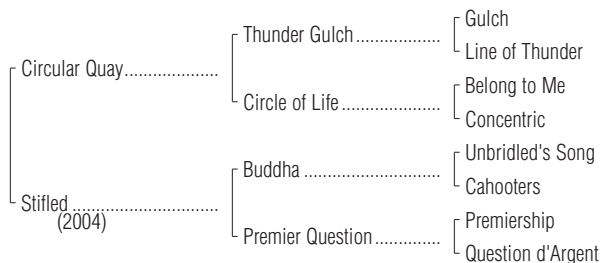 Gulch
Thunder Gulch..................
Line of Thunder
Circular Quay....................
Belong to Me
Circle of Life.....................
Concentric
Unbridled's Song
Buddha .............................
Cahooters
Stifled ...............................
(2004)
Premiership
Premier Question..............
Question d'Argent